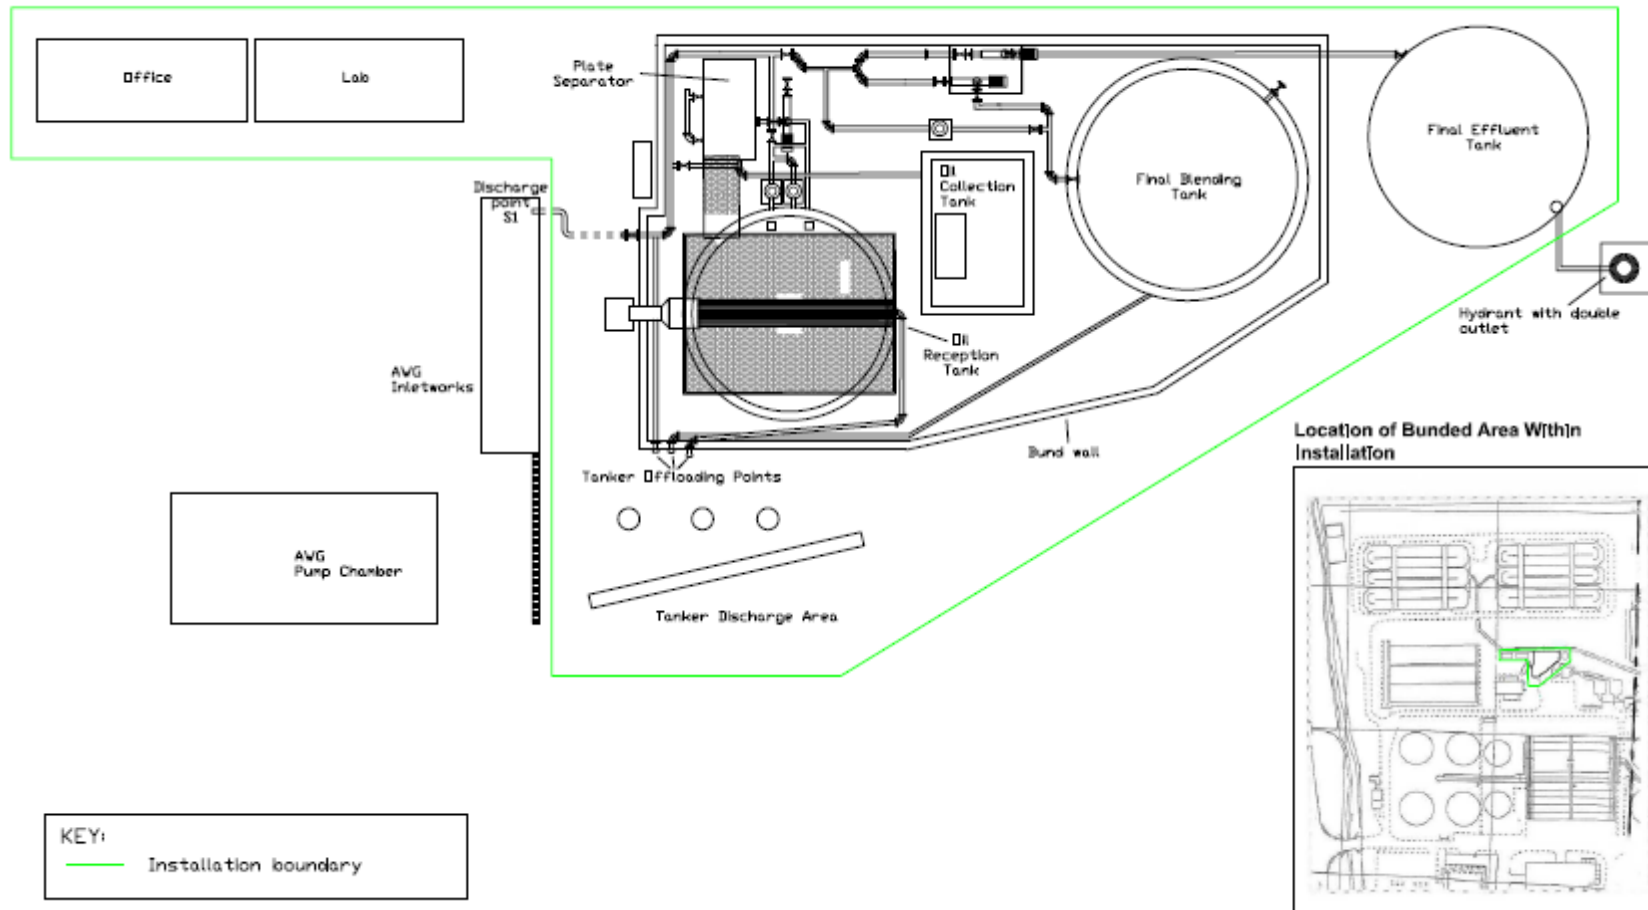 Office
Lab
Plate
Separator
Final Effluent
Tank
Oil
Collection
Tank
Final Blending
Tank
Discharge
point
S1
Hydrant with double
outlet
Oil
Reception
Tank
AWG
Inletworks
Bund wall
Location of Bunded Area Within
Installation
Tanker Offloading Points
AWG
Pump Chamber
Tanker Discharge Area
KEY:
Installation boundary